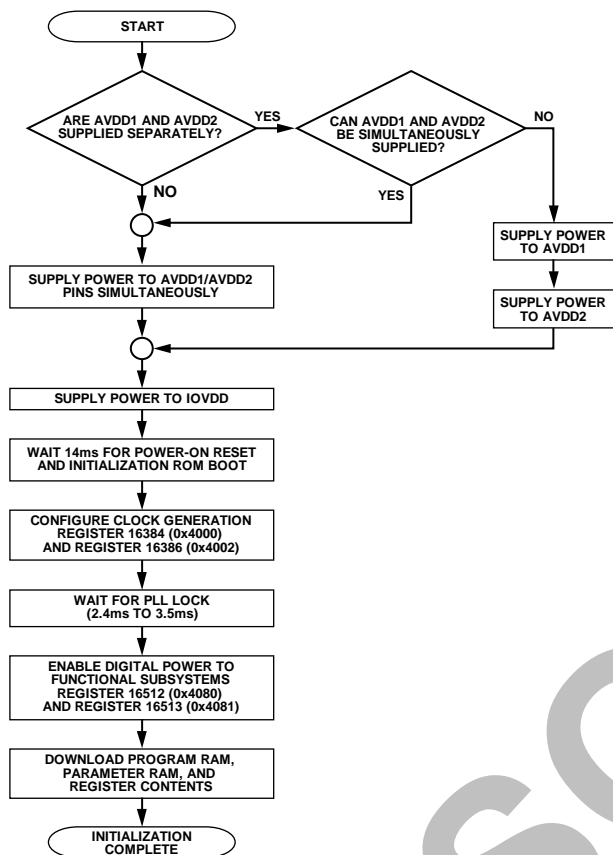 START
ARE AVDD1 AND AVDD2
SUPPLIED SEPARATELY?
YES
CAN AVDD1 AND AVDD2
BE SIMULTANEOUSLY
SUPPLIED?
NO
NO
YES
SUPPLY POWER
TO AVDD1
SUPPLY POWER TO AVDD1/AVDD2
PINS SIMULTANEOUSLY
SUPPLY POWER
TO AVDD2
SUPPLY POWER TO IOVDD
WAIT 14ms FOR POWER-ON RESET
AND INITIALIZATION ROM BOOT
CONFIGURE CLOCK GENERATION
REGISTER 16384 (0x4000)
AND REGISTER 16386 (0x4002)
WAIT FOR PLL LOCK
(2.4ms TO 3.5ms)
ENABLE DIGITAL POWER TO
FUNCTIONAL SUBSYSTEMS
REGISTER 16512 (0x4080)
AND REGISTER 16513 (0x4081)
DOWNLOAD PROGRAM RAM,
PARAMETER RAM, AND
REGISTER CONTENTS
INITIALIZATION
COMPLETE